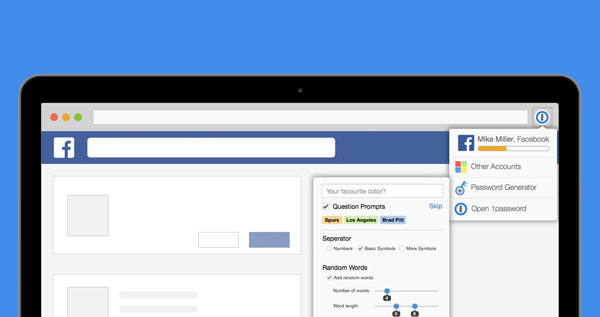 Mike Miller, Facebook
Other Accounts
Password Generator
Open 1password
Your favourite color?
Question Prompts Skip
Spurs Los Angeles Brad Pitt
Seperator
Numbers Basic Symbols More Symbols
Random Words
Add random words
Number of words
4
Word length
5 8